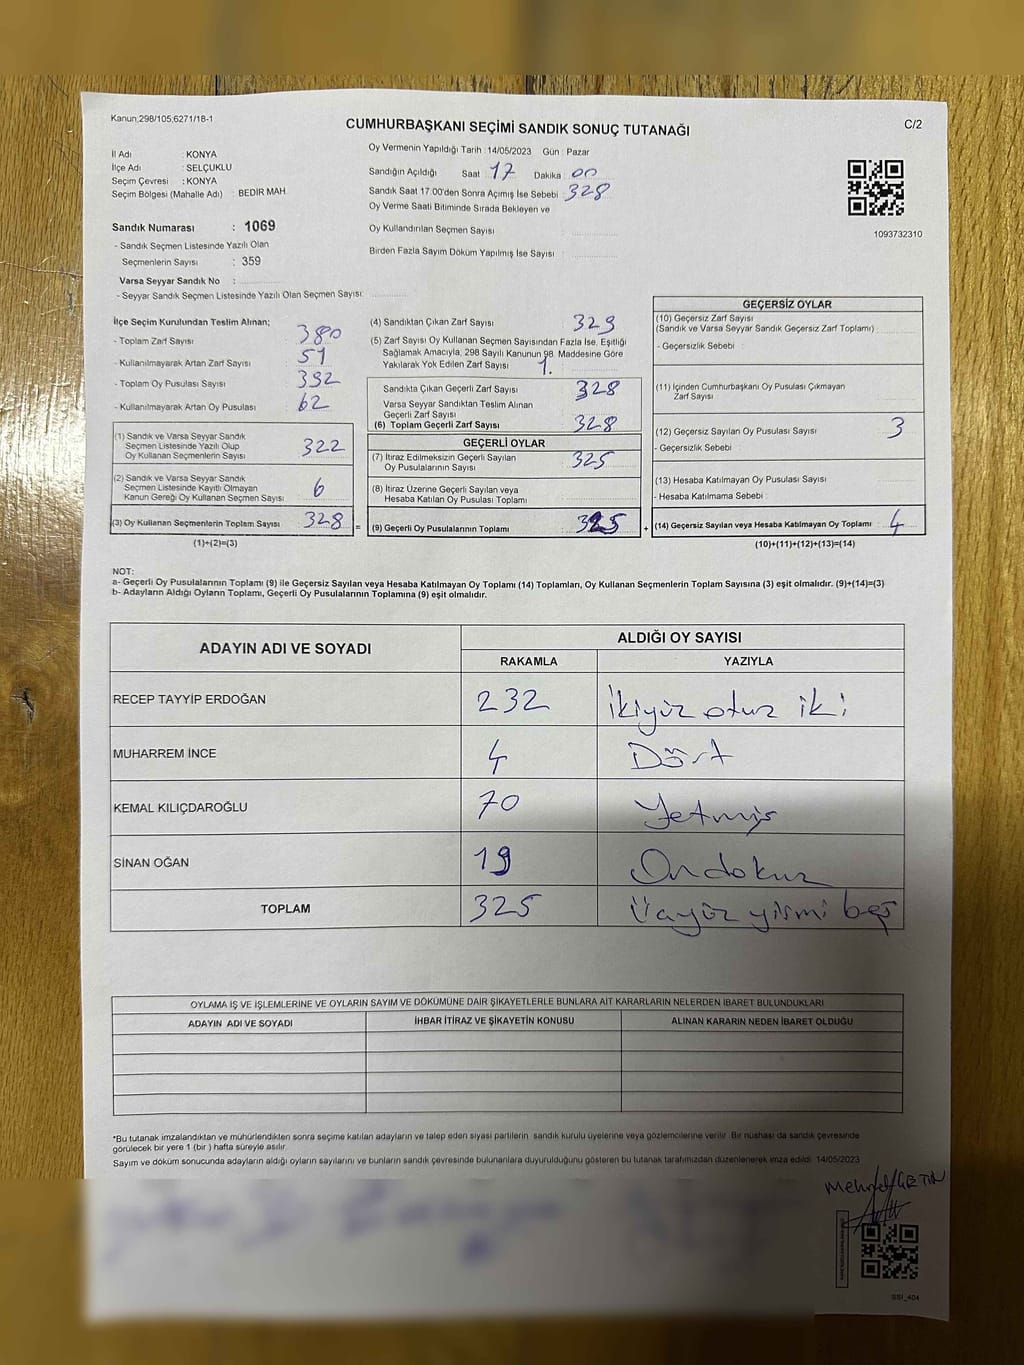 Kanun;298/105;6271/18-1
CUMHURBAŞKANI SEÇİMİ SANDIK SONUÇ TUTANAĞI
C/2
İl Adı : KONYA
İlçe Adı : SELÇUKLU
Seçim Çevresi : KONYA
Seçim Bölgesi (Mahalle Adı) : BEDİR MAH.
Oy Vermenin Yapıldığı Tarih :14/05/2023 Gün : Pazar
Sandığın Açıldığı Saat 17 Dakika 00
Sandık Saat 17:00'den Sonra Açımış İse Sebebi 328
Oy Verme Saati Bitiminde Sırada Bekleyen ve
Oy Kullandırılan Seçmen Sayısı
Birden Fazla Sayım Döküm Yapılmış İse Sayısı
1093732310
Sandık Numarası : 1069
- Sandık Seçmen Listesinde Yazılı Olan
Seçmenlerin Sayısı : 359
Varsa Seyyar Sandık No :
- Seyyar Sandık Seçmen Listesinde Yazılı Olan Seçmen Sayısı:
İlçe Seçim Kurulundan Teslim Alınan;
- Toplam Zarf Sayısı 380
- Kullanılmayarak Artan Zarf Sayısı 51
- Toplam Oy Pusulası Sayısı 392
- Kullanılmayarak Artan Oy Pusulası 62
(1) Sandık ve Varsa Seyyar Sandık
Seçmen Listesinde Yazılı Olup
Oy Kullanan Seçmenlerin Sayısı 322
(2) Sandık ve Varsa Seyyar Sandık
Seçmen Listesinde Kayıtlı Olmayan
Kanun Gereği Oy Kullanan Seçmen Sayısı 6
(3) Oy Kullanan Seçmenlerin Toplam Sayısı 328 =
(1)+(2)=(3)
(4) Sandıktan Çıkan Zarf Sayısı 329
(5) Zarf Sayısı Oy Kullanan Seçmen Sayısından Fazla İse, Eşitliği
Sağlamak Amacıyla, 298 Sayılı Kanunun 98. Maddesine Göre
Yakılarak Yok Edilen Zarf Sayısı 1.
Sandıkta Çıkan Geçerli Zarf Sayısı 328
Varsa Seyyar Sandıktan Teslim Alınan
Geçerli Zarf Sayısı
(6) Toplam Geçerli Zarf Sayısı 328
GEÇERLİ OYLAR
(7) İtiraz Edilmeksizin Geçerli Sayılan
Oy Pusulalarının Sayısı 325
(8) İtiraz Üzerine Geçerli Sayılan veya
Hesaba Katılan Oy Pusulası Toplamı
(9) Geçerli Oy Pusulalarının Toplamı 325 +
GEÇERSİZ OYLAR
(10) Geçersiz Zarf Sayısı
(Sandık ve Varsa Seyyar Sandık Geçersiz Zarf Toplamı)
- Geçersizlik Sebebi :
(11) İçinden Cumhurbaşkanı Oy Pusulası Çıkmayan
Zarf Sayısı
(12) Geçersiz Sayılan Oy Pusulası Sayısı 3
- Geçersizlik Sebebi :
(13) Hesaba Katılmayan Oy Pusulası Sayısı
- Hesaba Katılmama Sebebi :
(14) Geçersiz Sayılan veya Hesaba Katılmayan Oy Toplamı 4
(10)+(11)+(12)+(13)=(14)
NOT:
a- Geçerli Oy Pusulalarının Toplamı (9) ile Geçersiz Sayılan veya Hesaba Katılmayan Oy Toplamı (14) Toplamları, Oy Kullanan Seçmenlerin Toplam Sayısına (3) eşit olmalıdır. (9)+(14)=(3)
b- Adayların Aldığı Oyların Toplamı, Geçerli Oy Pusulalarının Toplamına (9) eşit olmalıdır.
ADAYIN ADI VE SOYADI ALDIĞI OY SAYISI
RAKAMLA YAZIYLA
RECEP TAYYİP ERDOĞAN 232 İkiyüz otuz iki
MUHARREM İNCE 4 Dört
KEMAL KILIÇDAROĞLU 70 Yetmiş
SİNAN OĞAN 19 Ondokuz
TOPLAM 325 Üçyüz yirmi beş
OYLAMA İŞ VE İŞLEMLERİNE VE OYLARIN SAYIM VE DÖKÜMÜNE DAİR ŞİKAYETLERLE BUNLARA AİT KARARLARIN NELERDEN İBARET BULUNDUKLARI
ADAYIN ADI VE SOYADI İHBAR İTİRAZ VE ŞİKAYETİN KONUSU ALINAN KARARIN NEDEN İBARET OLDUĞU
*Bu tutanak imzalandıktan ve mühürlendikten sonra seçime katılan adayların ve talep eden siyasi partilerin sandık kurulu üyelerine veya gözlemcilerine verilir. Bir nüshası da sandık çevresinde
görülecek bir yere 1 (bir) hafta süreyle asılır.
Sayım ve döküm sonucunda adayların aldığı oyların sayılarını ve bunların sandık çevresinde bulunanlara duyurulduğunu gösteren bu tutanak tarafımızdan düzenlenerek imza edildi. 14/05/2023
Mehmet ÇETİN
SSI_404